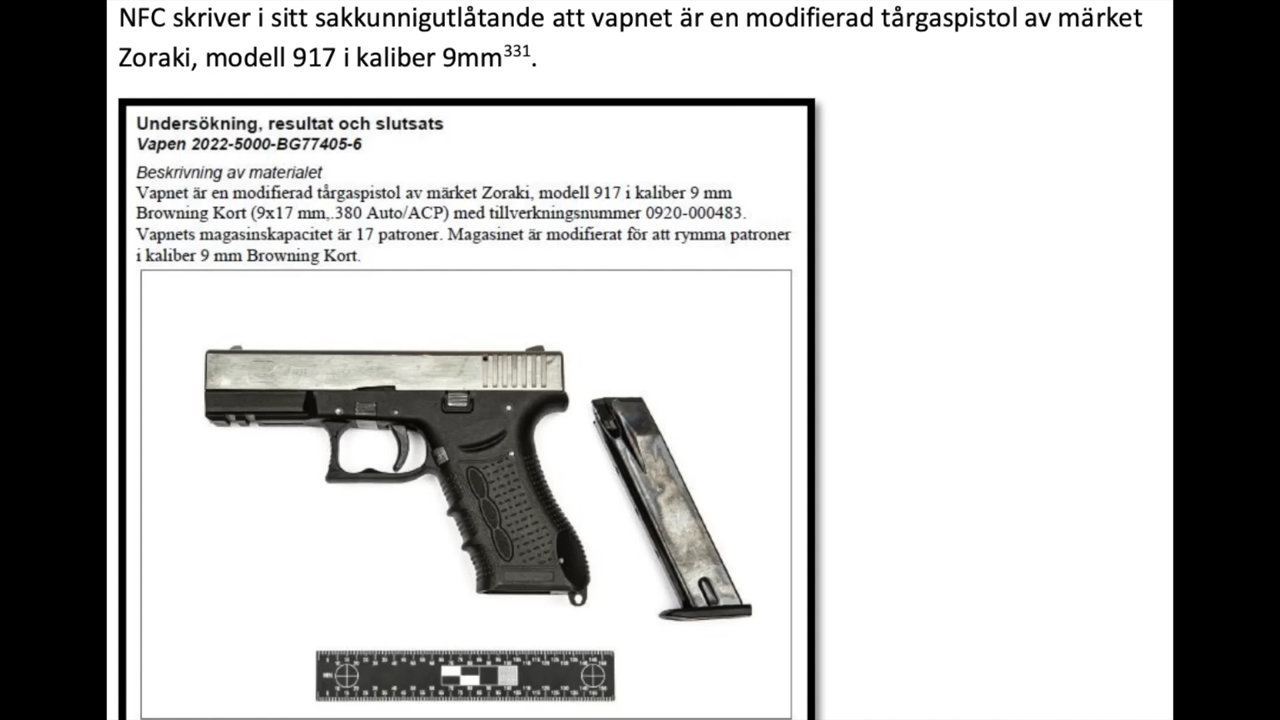 NFC skriver i sitt sakkunnigutlåtande att vapnet är en modifierad tårgaspistol av märket
Zoraki, modell 917 i kaliber 9mm331.
Undersökning, resultat och slutsats
Vapen 2022-5000-BG77405-6
Beskrivning av materialet
Vapnet är en modifierad tårgaspistol av märket Zoraki, modell 917 i kaliber 9 mm
Browning Kort (9x17 mm,.380 Auto/ACP) med tillverkningsnummer 0920-000483.
Vapnets magasinskapacitet är 17 patroner. Magasinet är modifierat för att rymma patroner
i kaliber 9 mm Browning Kort.